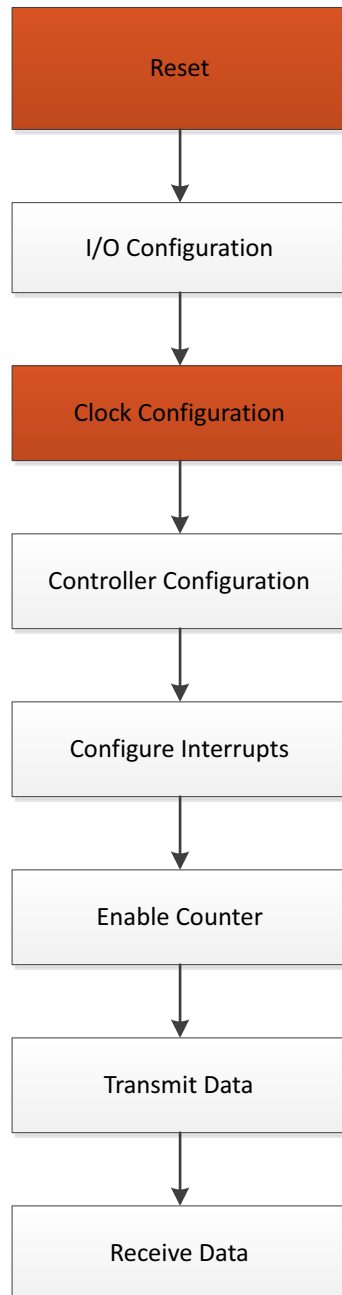 Reset
I/O Configuration
Clock Configuration
Controller Configuration
Configure Interrupts
Enable Counter
Transmit Data
Receive Data